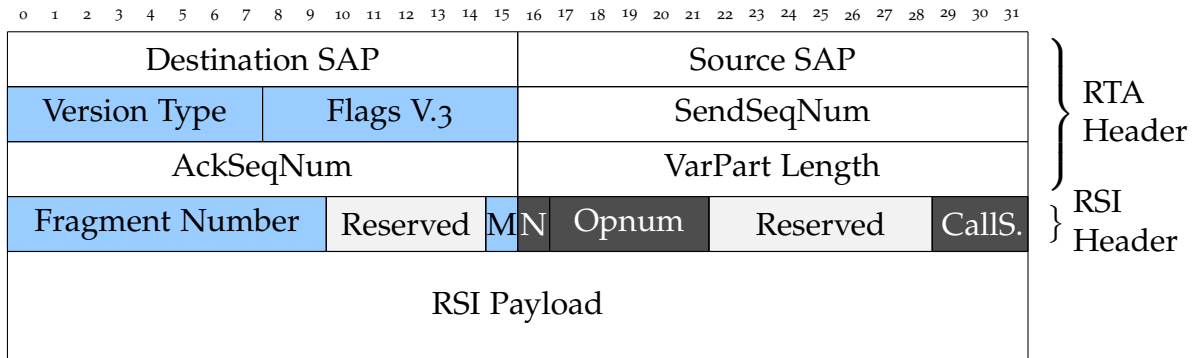 0 1 2 3 4 5 6 7 8 9 10 11 12 13 14 15 16 17 18 19 20 21 22 23 24 25 26 27 28 29 30 31
Destination SAP Source SAP
Version Type Flags V.3 SendSeqNum
AckSeqNum VarPart Length
RTA
Header
Fragment Number Reserved M N Opnum Reserved CallS.
RSI
Header
RSI Payload